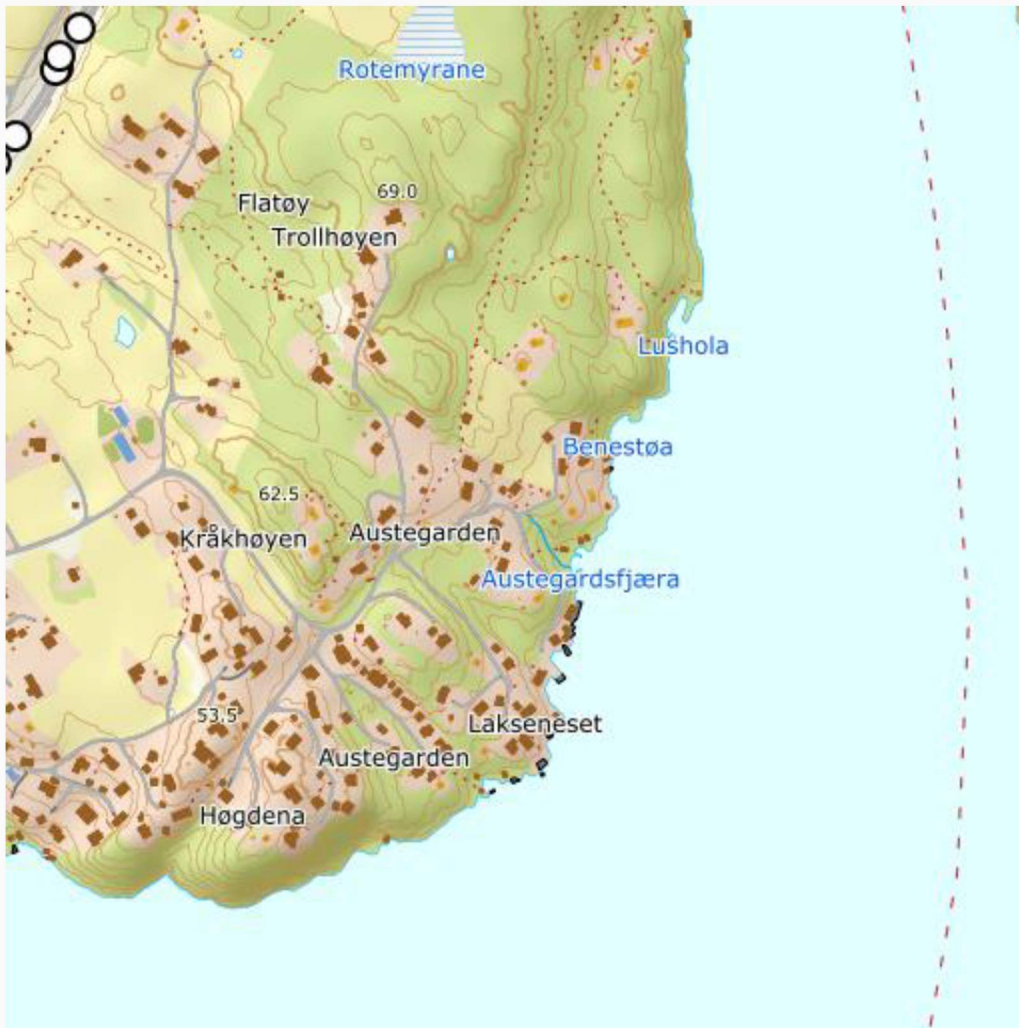 Rotemyrane
69.0
Flatøy
Trollhøyen
Lushola
Benestøa
62.5
Kråkhøyen
Austegarden
Austegardsfjæra
53.5
Lakseneset
Austegarden
Høgdena